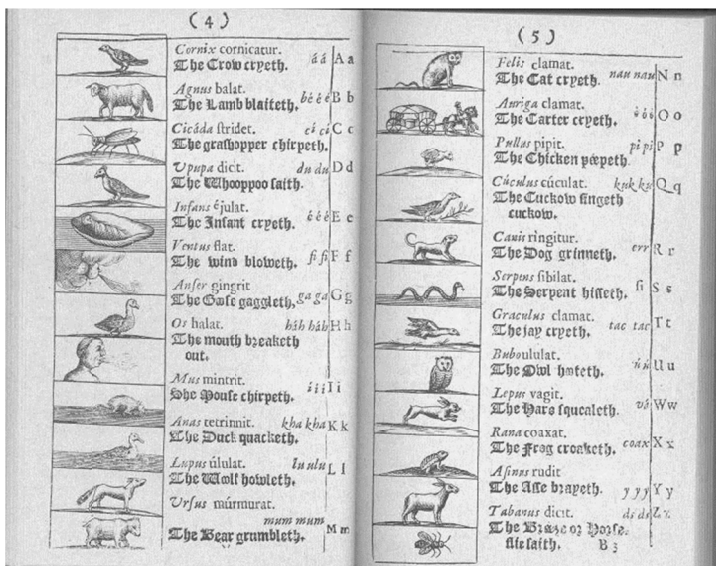 (4)
Cornix cornicatur. á á A a
The Crow cryeth.
Agnus balat. bé é é B b
The Lamb blaiteth.
Cicáda stridet. ci ci C c
The grashopper chirpeth.
Upupa dicit. du du D d
The Whooppoo saith.
Infans éjulat. é é é E e
The Infant cryeth.
Ventus flat. fi fi F f
The wind bloweth.
Anser gingrit. ga ga G g
The Goose gaggleth,
Os halat. háh háh H h
The mouth breaketh
out.
Mus mintrit. í í í I i
The Mouse chirpeth.
Anas tetrinnit. kha kha K k
The Duck quacketh.
Lupus úlulat. lu ulu L l
The Wolf howleth.
Ursus múrmurat.
mum mum M m
The Bear grumbleth.
(5)
Felis clamat. nau nau N n
The Cat cryeth.
Auriga clamat. ó ó ó O o
The Carter cryeth.
Pullus pipit. pi pi P p
The Chicken peepeth.
Cúculus cúculat. kuk ku Q q
The Cuckow singeth
cuckow.
Canis ringitur. err R r
The Dog grinneth.
Serpens sibilat. si S s
The Serpent hisseth.
Graculus clamat. tac tac T t
The Jay cryeth.
Bubo ululat. ú ú U u
The Owl hooteth.
Lepus vagit. vá W w
The Hare squeaketh.
Rana coaxat. coax X x
The Frog croaketh.
Asinus rudit. y y y Y y
The Asse brayeth.
Tabanus dicit. ds ds Z z
The Breeze or Horse-
flie saith. B 3